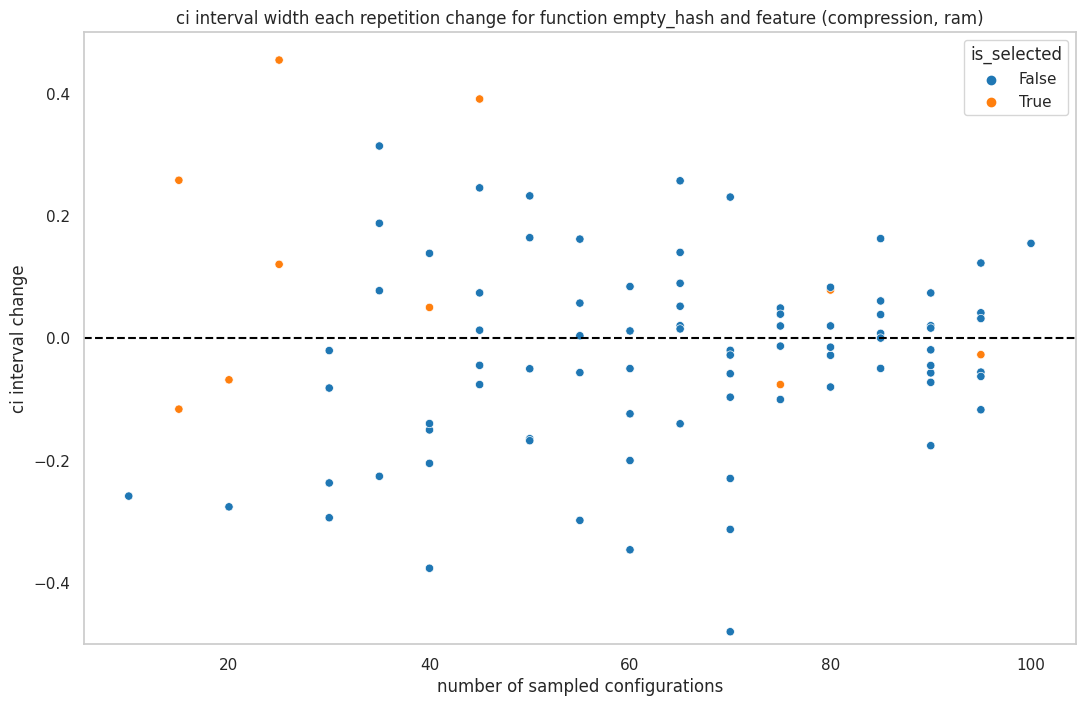 ci interval width each repetition change for function empty_hash and feature (compression, ram)
is_selected
False
True
ci interval change
0.4
0.2
0.0
−0.2
−0.4
20 40 60 80 100
number of sampled configurations